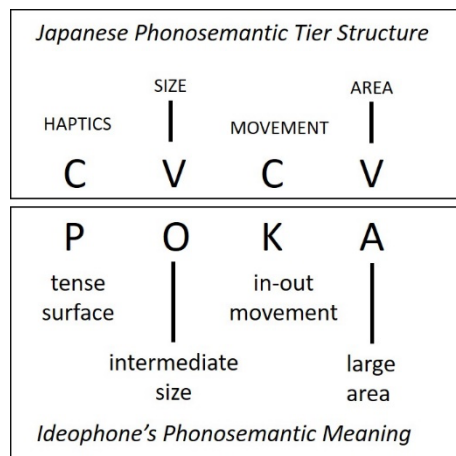 Japanese Phonosemantic Tier Structure
SIZE AREA
HAPTICS MOVEMENT
C V C V
P O K A
tense in-out
surface movement
intermediate large
size area
Ideophone's Phonosemantic Meaning